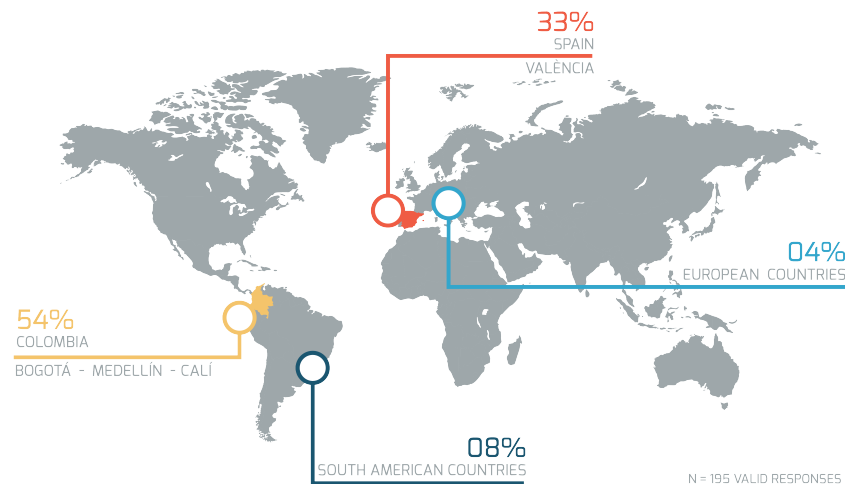 33%
SPAIN
VALÈNCIA
04%
EUROPEAN COUNTRIES
54%
COLOMBIA
BOGOTÁ - MEDELLÍN - CALÍ
08%
SOUTH AMERICAN COUNTRIES
N = 195 VALID RESPONSES